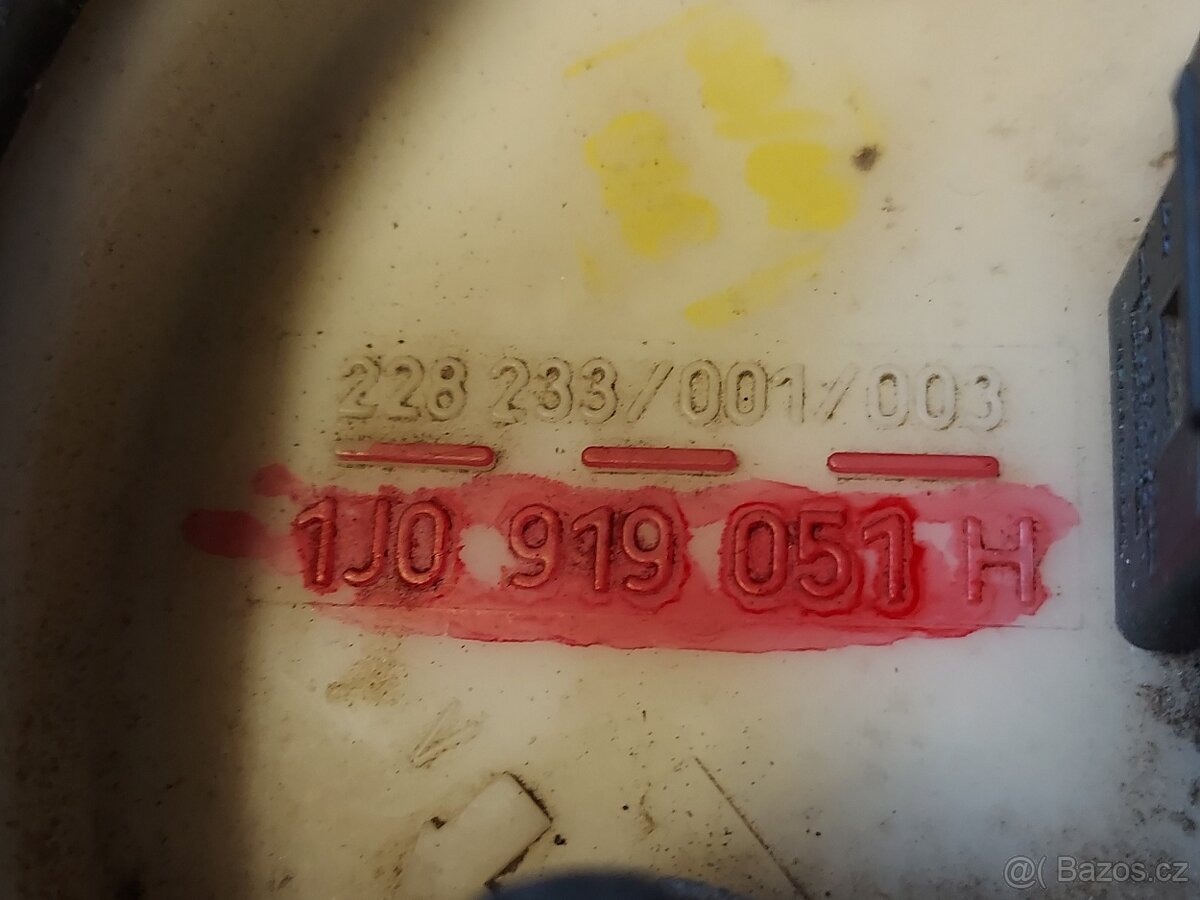 228 233/001/003
1J0 919 051 H
@( Bazos.cz